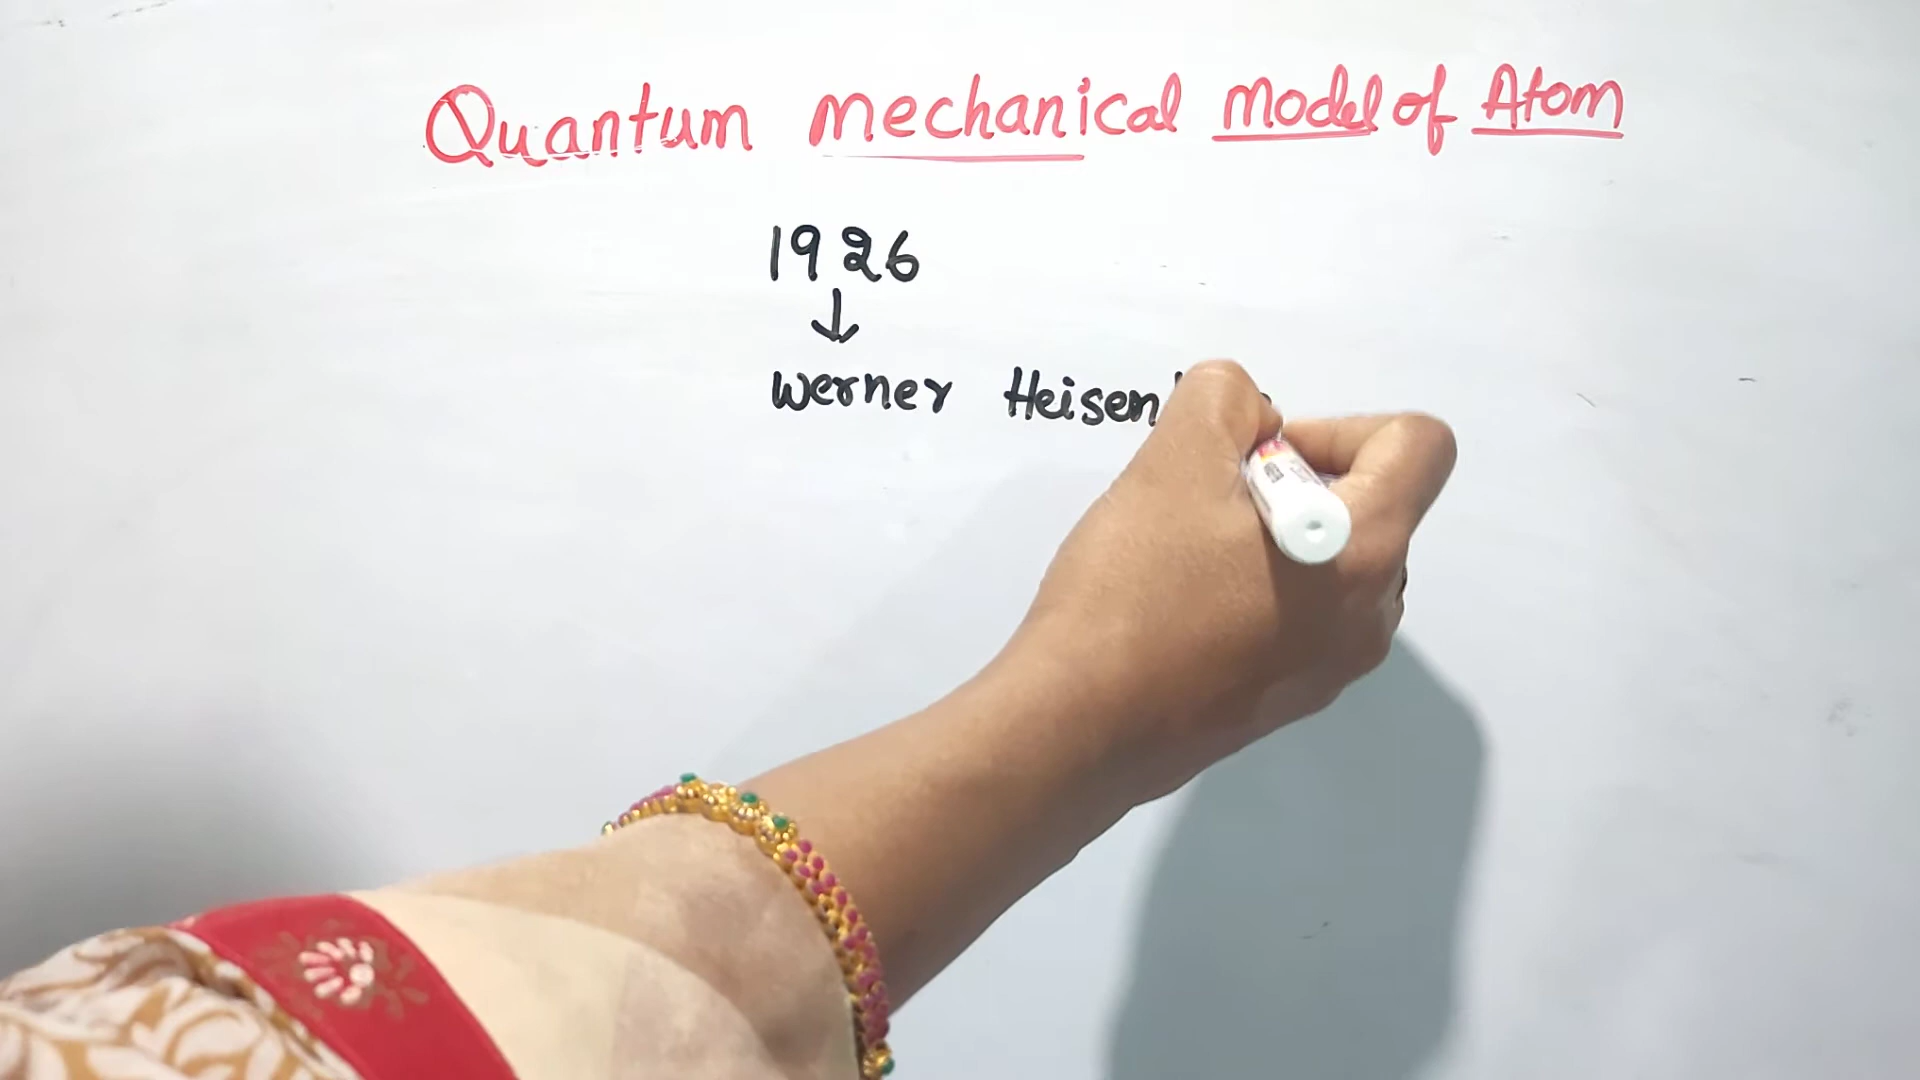 Quantum mechanical Model of Atom
1926
↓
Werner Heisen